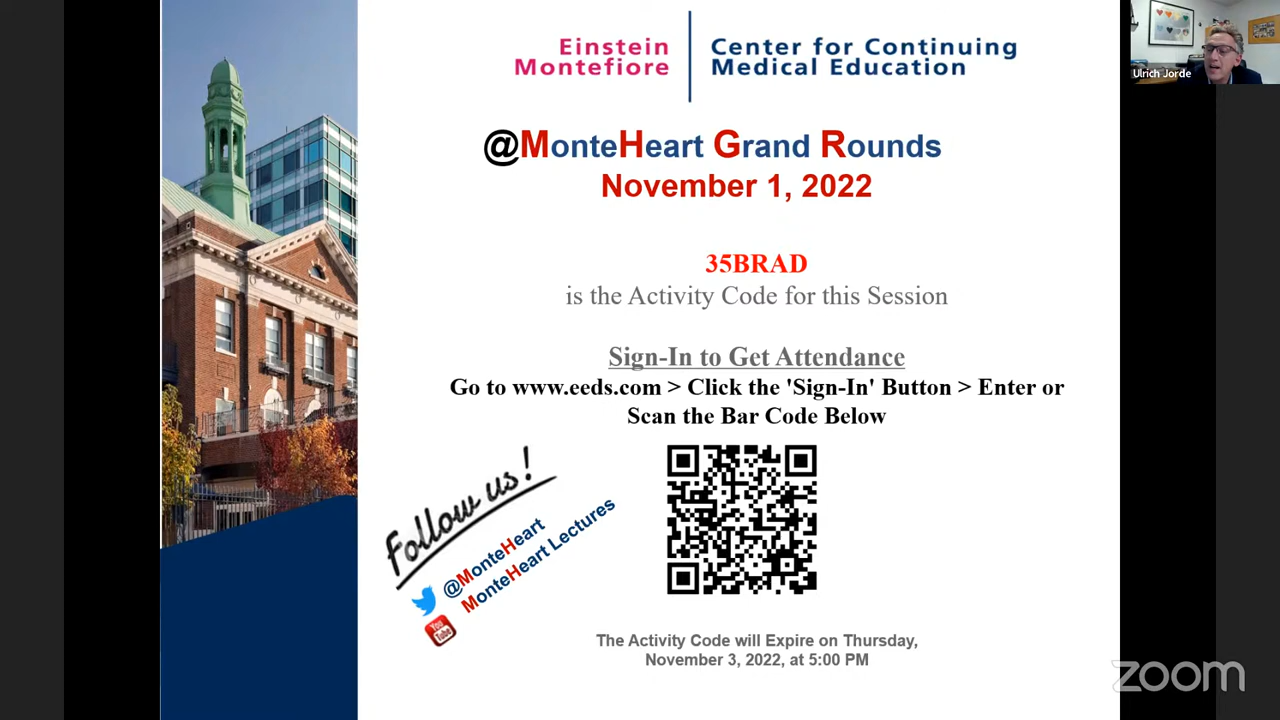 Einstein
Montefiore
Center for Continuing
Medical Education
Ulrich Jorde
@MonteHeart Grand Rounds
November 1, 2022
35BRAD
is the Activity Code for this Session
Sign-In to Get Attendance
Go to www.eeds.com > Click the 'Sign-In' Button > Enter or
Scan the Bar Code Below
Follow us!
@MonteHeart
MonteHeart Lectures
You
Tube
The Activity Code will Expire on Thursday,
November 3, 2022, at 5:00 PM
zoom